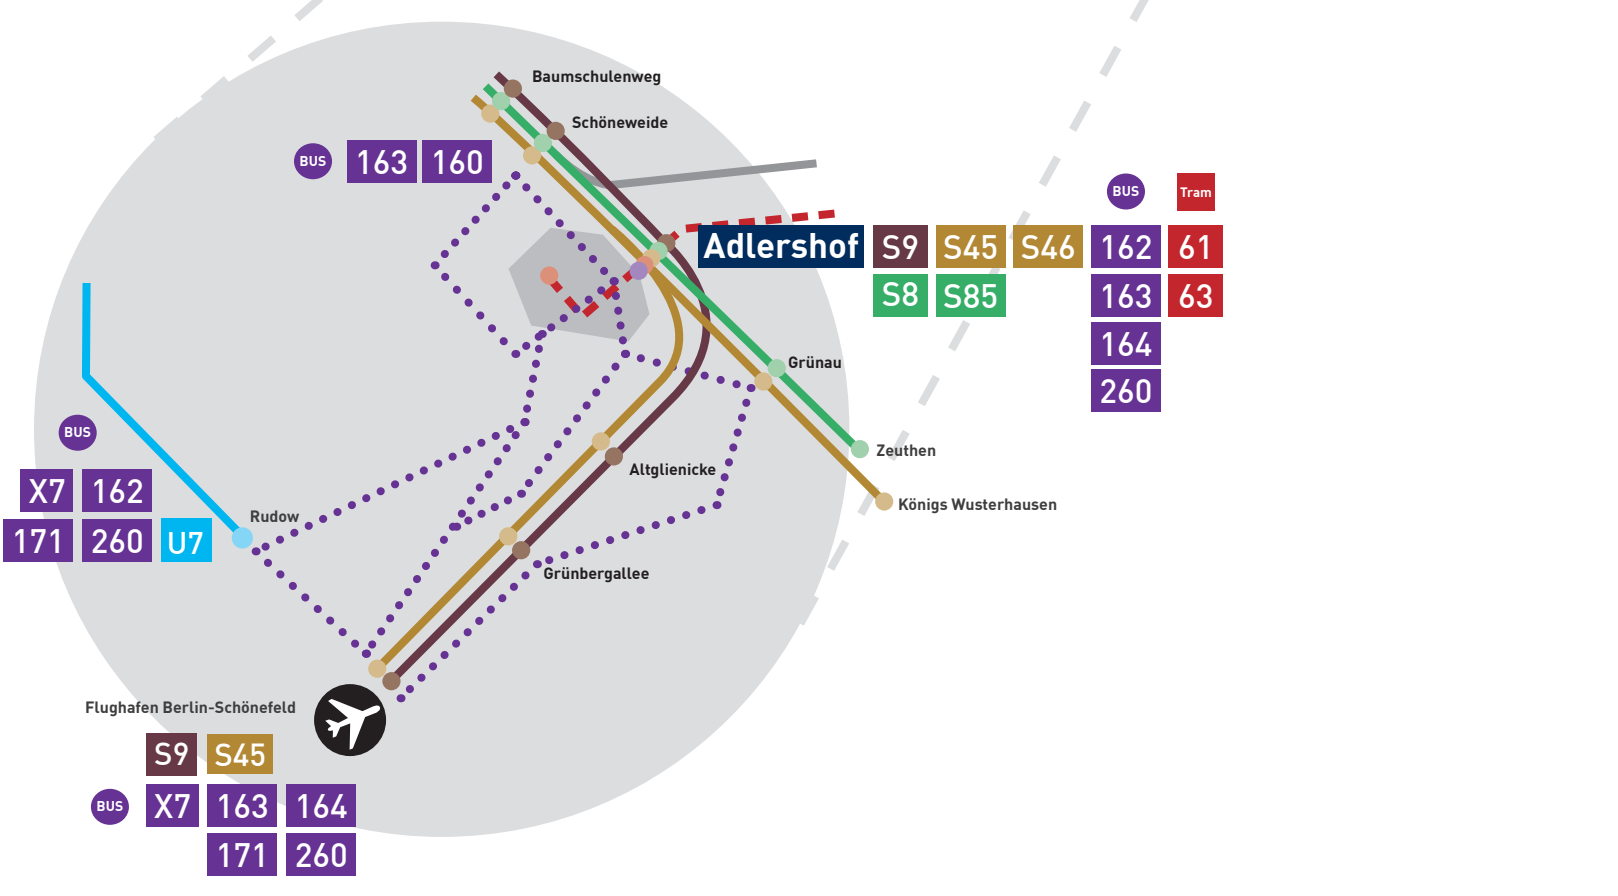 Baumschulenweg
Schöneweide
BUS 163 160
BUS Tram
Adlershof S9 S45 S46 162 61
S8 S85 163 63
164
260
Grünau
BUS
Zeuthen
Altglienicke
X7 162
Königs Wusterhausen
Rudow
171 260 U7
Grünbergallee
Flughafen Berlin-Schönefeld
S9 S45
BUS X7 163 164
171 260